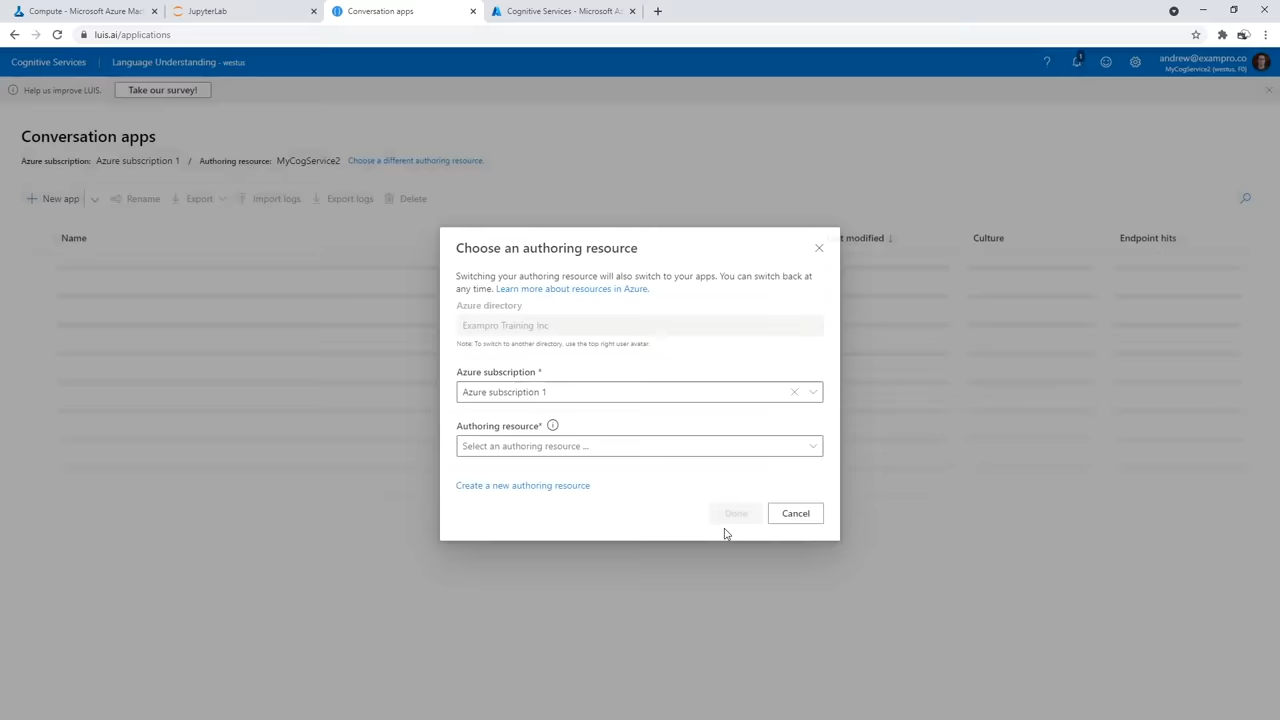 Compute - Microsoft Azure Mac
JupyterLab
Conversation apps
Cognitive Services - Microsoft A
luis.ai/applications
Cognitive Services
Language Understanding - westus
1
andrew@exampro.co
MyCogService2 (westus, F0)
Help us improve LUIS.
Take our survey!
Conversation apps
Azure subscription: Azure subscription 1 / Authoring resource: MyCogService2 Choose a different authoring resource.
New app
Rename
Export
Import logs
Export logs
Delete
Name
st modified
Culture
Endpoint hits
Choose an authoring resource
Switching your authoring resource will also switch to your apps. You can switch back at
any time. Learn more about resources in Azure.
Azure directory
Exampro Training Inc
Note: To switch to another directory, use the top right user avatar.
Azure subscription *
Azure subscription 1
Authoring resource*
Select an authoring resource ...
Create a new authoring resource
Done
Cancel